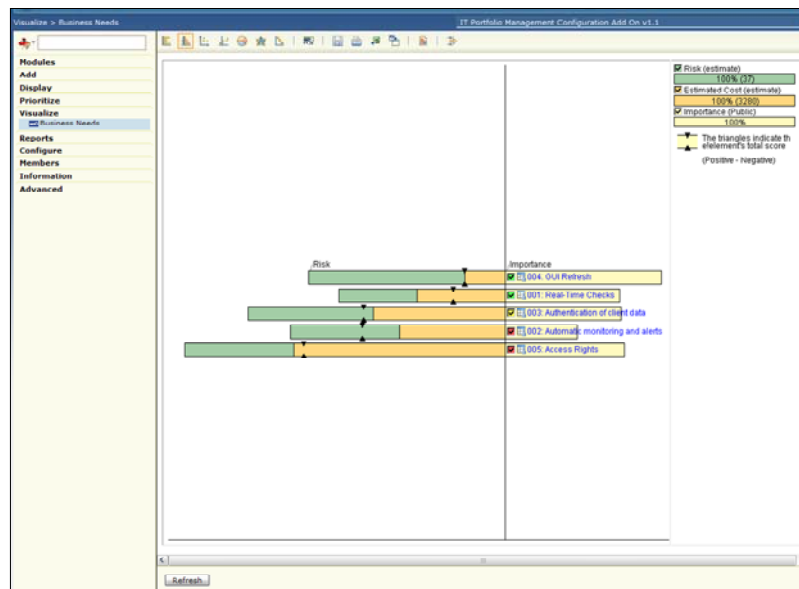 Visualize > Business Needs
IT Portfolio Management Configuration Add On v1.1
Modules
Add
Display
Prioritize
Visualize
Business Needs
Reports
Configure
Members
Information
Advanced
Risk (estimate)
100% (37)
Estimated Cost (estimate)
100% (3280)
Importance (Public)
100%
The triangles indicate th
elelement's total score
(Positive - Negative)
Risk
Importance
004: GUI Refresh
001: Real-Time Checks
003: Authentication of client data
002: Automatic monitoring and alerts
005: Access Rights
Refresh